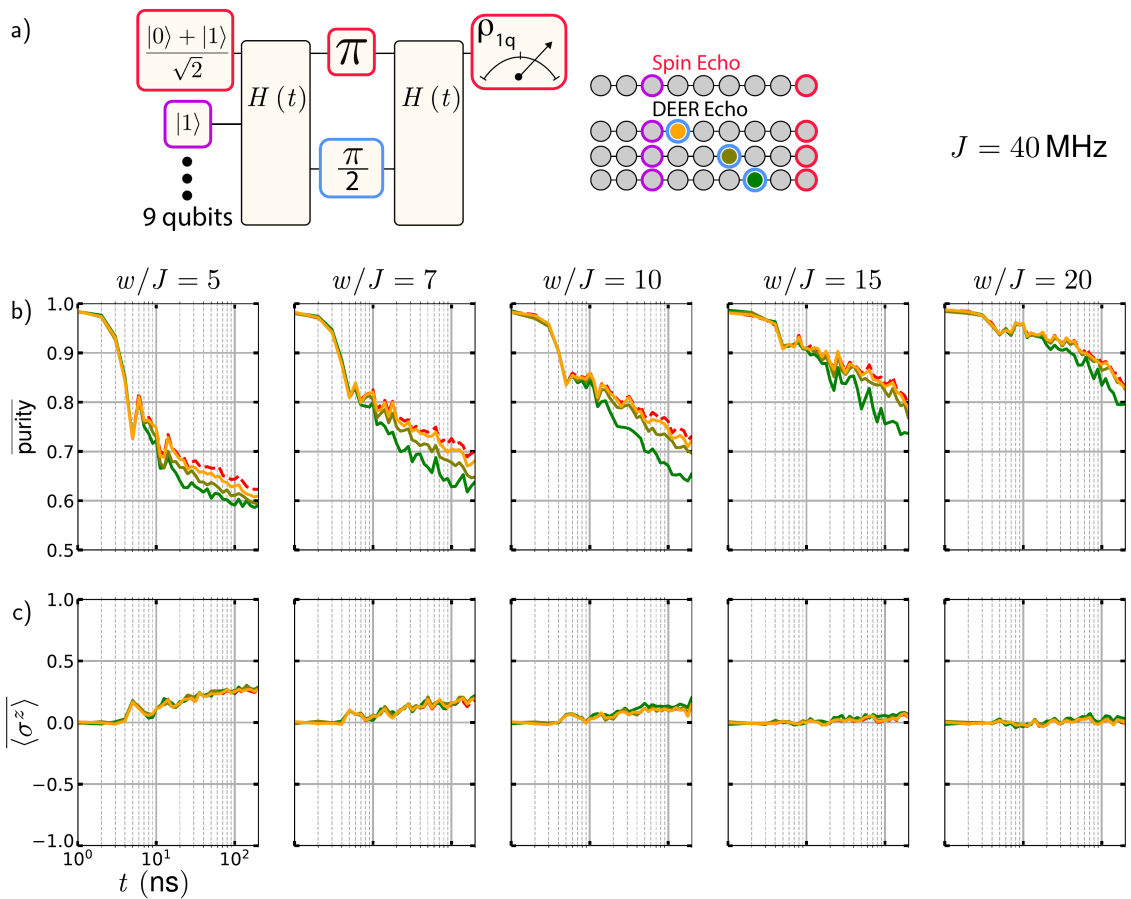 a)
|0⟩ + |1⟩
√2
|1⟩
9 qubits
H (t)
π
π
2
H (t)
ρ1q
Spin Echo
DEER Echo
J = 40 MHz
b)
w/J = 5
w/J = 7
w/J = 10
w/J = 15
w/J = 20
purity
1.0
0.9
0.8
0.7
0.6
0.5
c)
⟨σ^z⟩
1.0
0.5
0.0
−0.5
−1.0
10^0
10^1
10^2
t (ns)